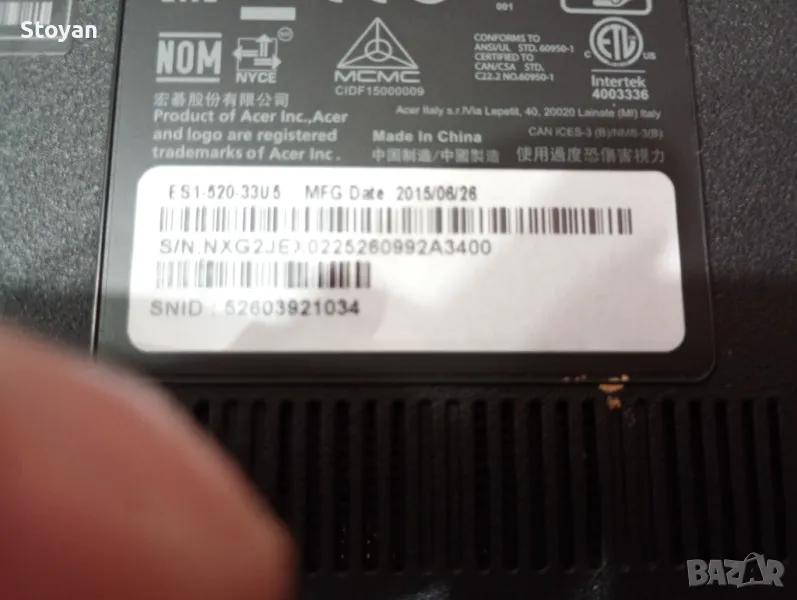 Stoyan
001
NOM
NYCE
MCMC
CIDF15000009
CONFORMS TO
ANSI/UL STD. 60950-1
CERTIFIED TO
CAN/CSA STD.
C22.2 NO.60950-1
C US
Intertek
4003336
宏碁股份有限公司
Product of Acer Inc., Acer
and logo are registered
trademarks of Acer Inc.
Acer Italy s.r.l Via Lepetit, 40, 20020 Lainate (MI) Italy
Made in China
CAN ICES-3 (B)/NMB-3(B)
中国制造/中國製造
使用過度恐傷害視力
ES1-520-33U5 MFG Date 2015/06/26
S/N NXG2JEX0225260992A3400
SNID : 52603921034
BAZAR